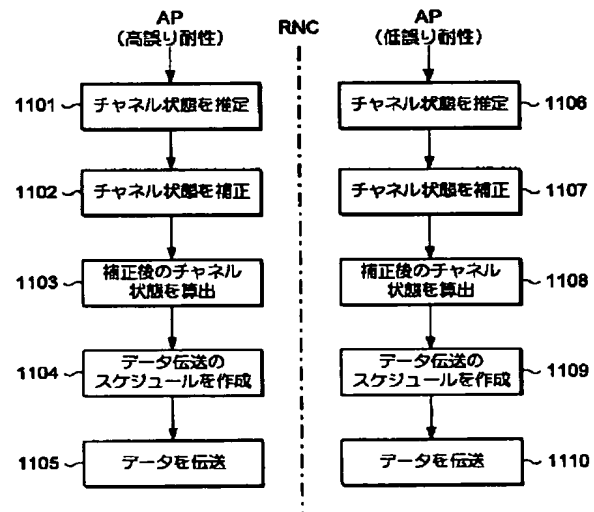 AP
(高誤り耐性)
RNC
AP
(低誤り耐性)
1101
チャネル状態を推定
1102
チャネル状態を補正
1103
補正後のチャネル
状態を算出
1104
データ伝送の
スケジュールを作成
1105
データを伝送
チャネル状態を推定
1106
チャネル状態を補正
1107
補正後のチャネル
状態を算出
1108
データ伝送の
スケジュールを作成
1109
データを伝送
1110